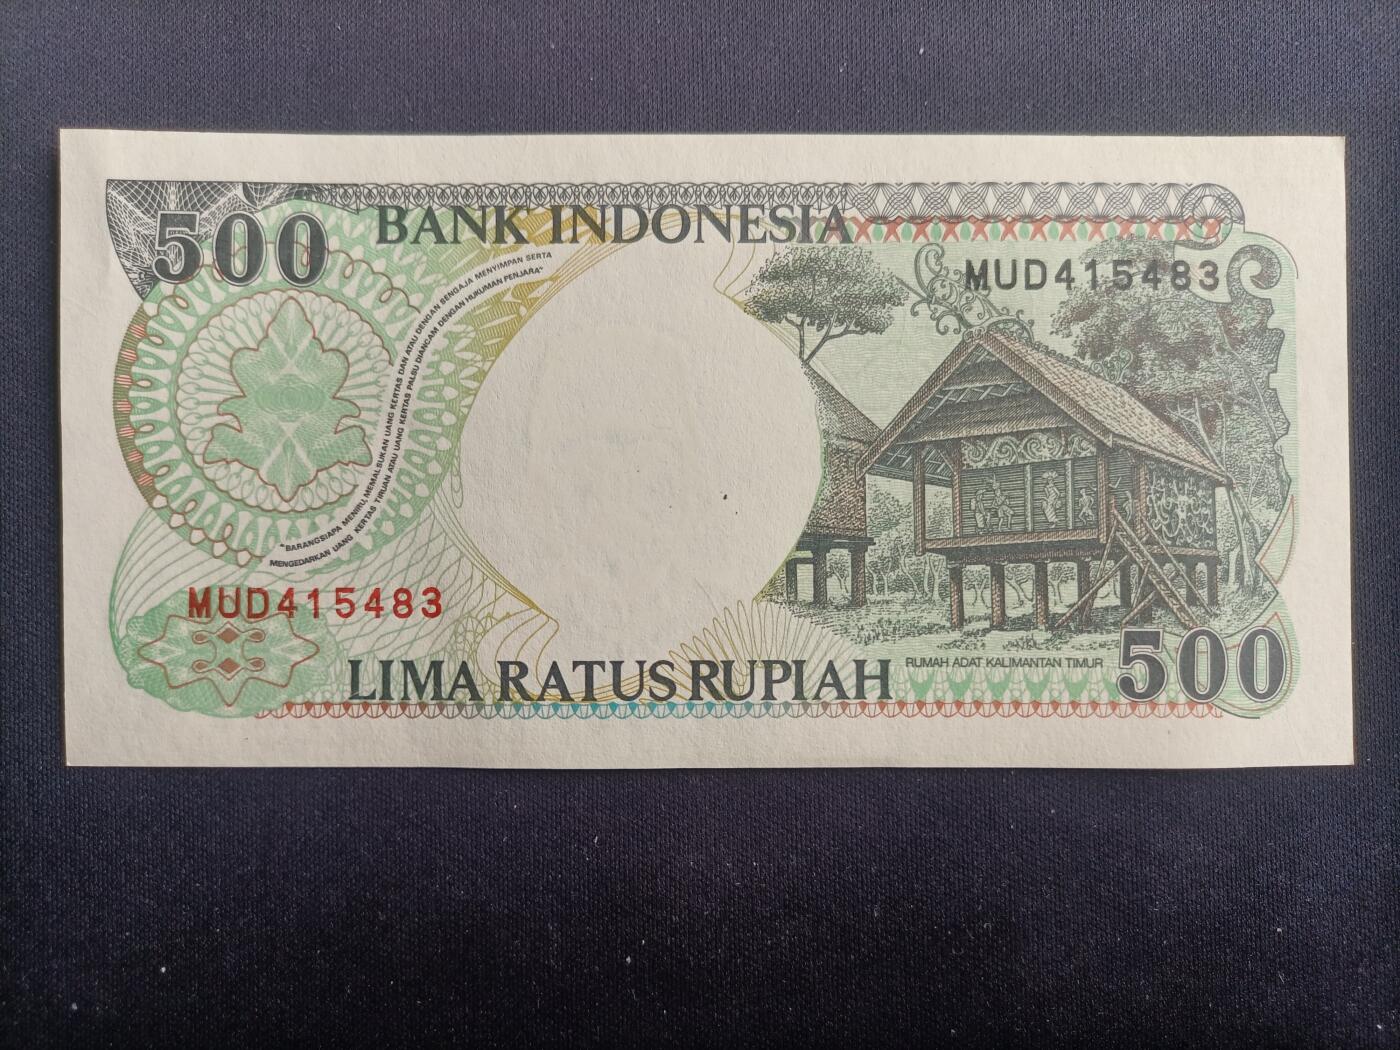 500
BANK INDONESIA
MUD415483
"BARANGSIAPA MENIRU, MEMALSUKAN UANG KERTAS DAN ATAU DENGAN SENGAJA MENYIMPAN SERTA
MENGEDARKAN UANG KERTAS TIRUAN ATAU UANG KERTAS PALSU DIANCAM DENGAN HUKUMAN PENJARA"
MUD415483
LIMA RATUS RUPIAH
RUMAH ADAT KALIMANTAN TIMUR
500